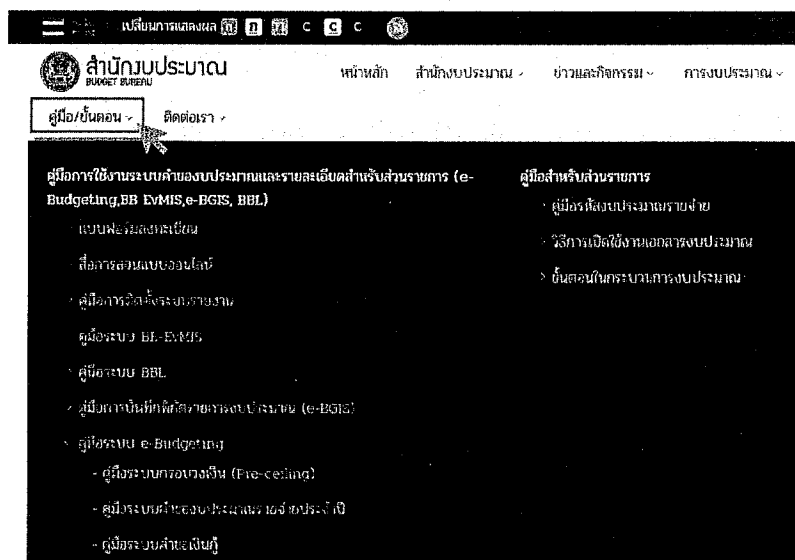 เปลี่ยนการแสดงผล ก ก ก C C C
สำนักงบประมาณ
BUDGET BUREAU
หน้าหลัก สำนักงบประมาณ ข่าวและกิจกรรม การงบประมาณ
คู่มือ/ขั้นตอน ติดต่อเรา
คู่มือการใช้งานระบบคำของบประมาณและรายละเอียดสำหรับส่วนราชการ (e-
Budgeting,BB EvMIS,e-BGIS, BBL)
แบบฟอร์มลงทะเบียน
สื่อการสอนแบบออนไลน์
คู่มือการติดตั้งระบบรายงาน
คู่มือระบบ BB-EvMIS
คู่มือระบบ BBL
คู่มือการบันทึกพิกัดรายการงบประมาณ (e-BGIS)
คู่มือระบบ e-Budgeting
- คู่มือระบบกรอบวงเงิน (Pre-ceiling)
- คู่มือระบบคำของบประมาณรายจ่ายประจำปี
- คู่มือระบบคำขอเงินกู้
คู่มือสำหรับส่วนราชการ
คู่มือรหัสงบประมาณรายจ่าย
วิธีการเปิดใช้งานเอกสารงบประมาณ
ขั้นตอนในกระบวนการงบประมาณ